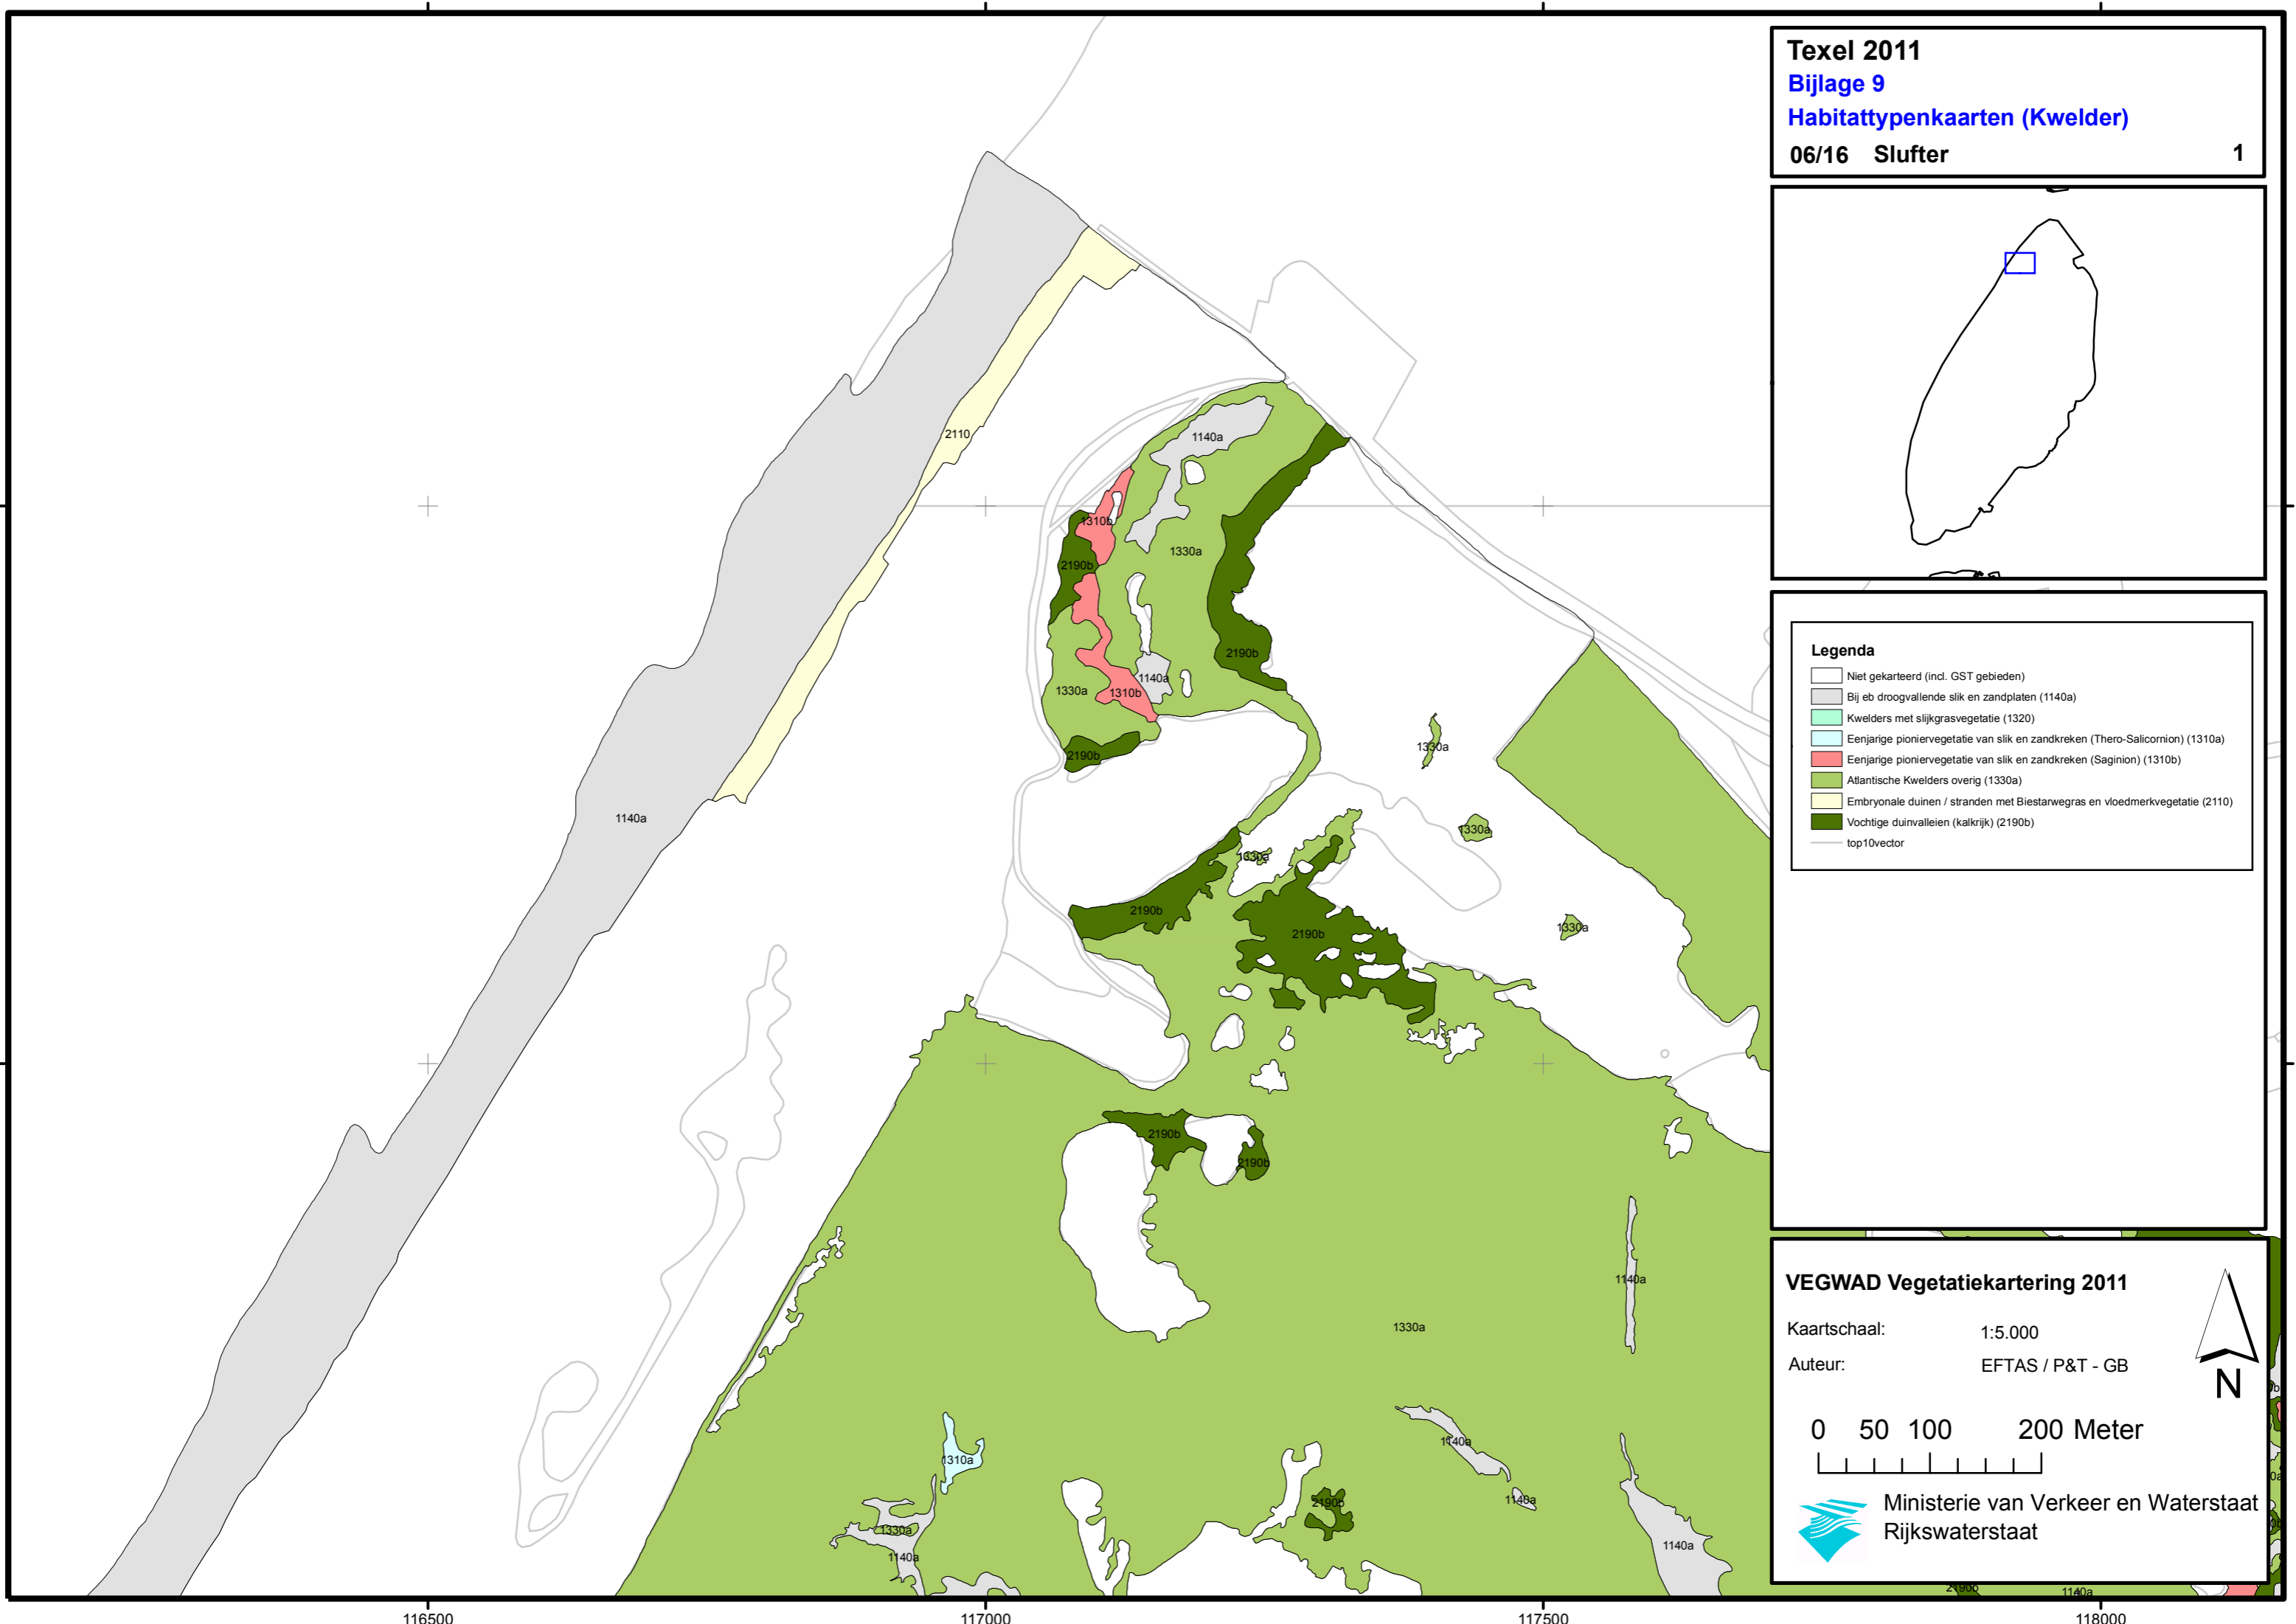 Texel 2011
Bijlage 9
Habitattypenkaarten (Kwelder)
06/16 Slufter 1
Legenda
Niet gekarteerd (incl. GST gebieden)
Bij eb droogvallende slik en zandplaten (1140a)
Kwelders met slijkgrasvegetatie (1320)
Eenjarige pioniervegetatie van slik en zandkreken (Thero-Salicornion) (1310a)
Eenjarige pioniervegetatie van slik en zandkreken (Saginion) (1310b)
Atlantische Kwelders overig (1330a)
Embryonale duinen / stranden met Biestarwegras en vloedmerkvegetatie (2110)
Vochtige duinvalleien (kalkrijk) (2190b)
top10vector
2110
1140a
1310b
1330a
2190b
2190b
1140a
1330a
1310b
1330a
2190b
1140a
1330a
1330a
2190b
1330a
2190b
2190b
2190b
1140a
1330a
1140a
1310a
1140a
2190b
1330a
1140a
1140a
2190b
1140a
VEGWAD Vegetatiekartering 2011
Kaartschaal: 1:5.000
Auteur: EFTAS / P&T - GB
N
0 50 100 200 Meter
Ministerie van Verkeer en Waterstaat
Rijkswaterstaat
116500 117000 117500 118000